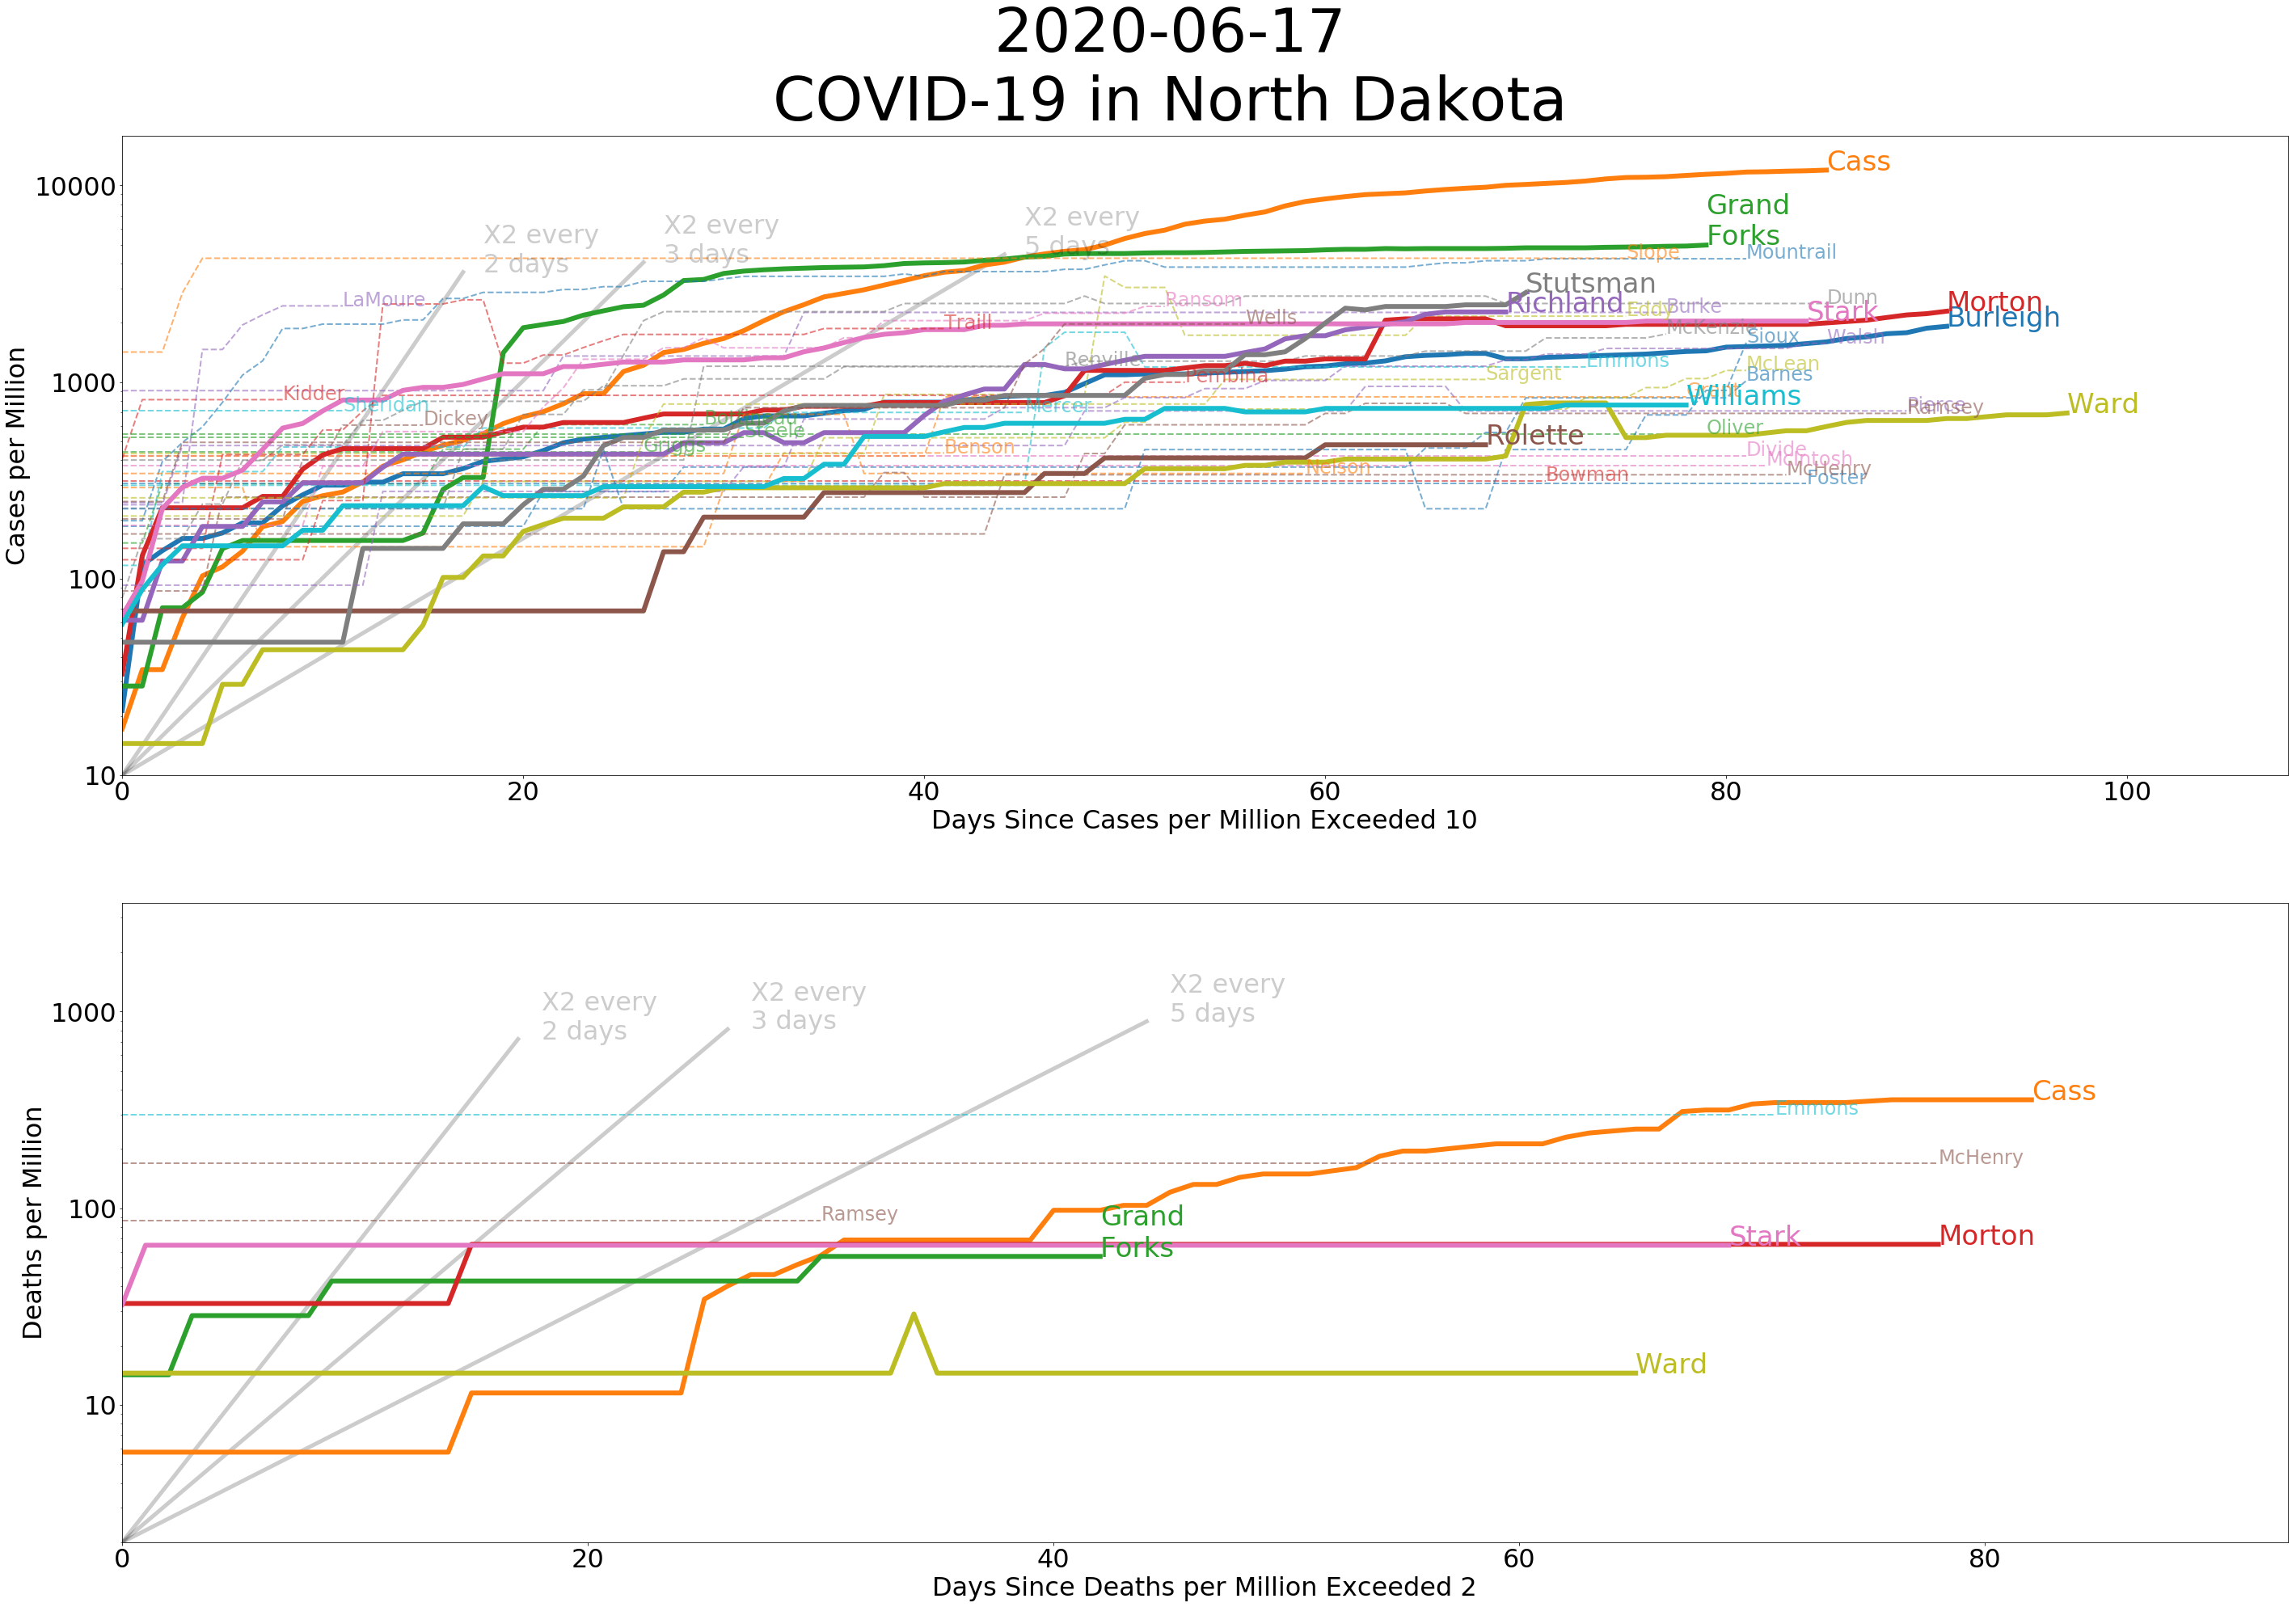 2020-06-17
COVID-19 in North Dakota
Cases per Million
10000
1000
100
10
X2 every
2 days
X2 every
3 days
X2 every
5 days
Cass
Grand
Forks
Slope
Mountrail
LaMoure
Ransom
Stutsman
Richland
Eddy
Burke
Dunn
Morton
Stark
Burleigh
Traill
Wells
McKenzie
Sioux
Walsh
Renville
Emmons
McLean
Kidder
Pembina
Sargent
Barnes
Sheridan
Mercer
Williams
Pierce
Ramsey
Ward
Dickey
Bottineau
Steele
Oliver
Griggs
Benson
Rolette
Divide
McIntosh
Nelson
Bowman
McHenry
Foster
0
20
40
60
80
100
Days Since Cases per Million Exceeded 10
Deaths per Million
1000
100
10
X2 every
2 days
X2 every
3 days
X2 every
5 days
Cass
Emmons
McHenry
Ramsey
Grand
Forks
Stark
Morton
Ward
0
20
40
60
80
Days Since Deaths per Million Exceeded 2